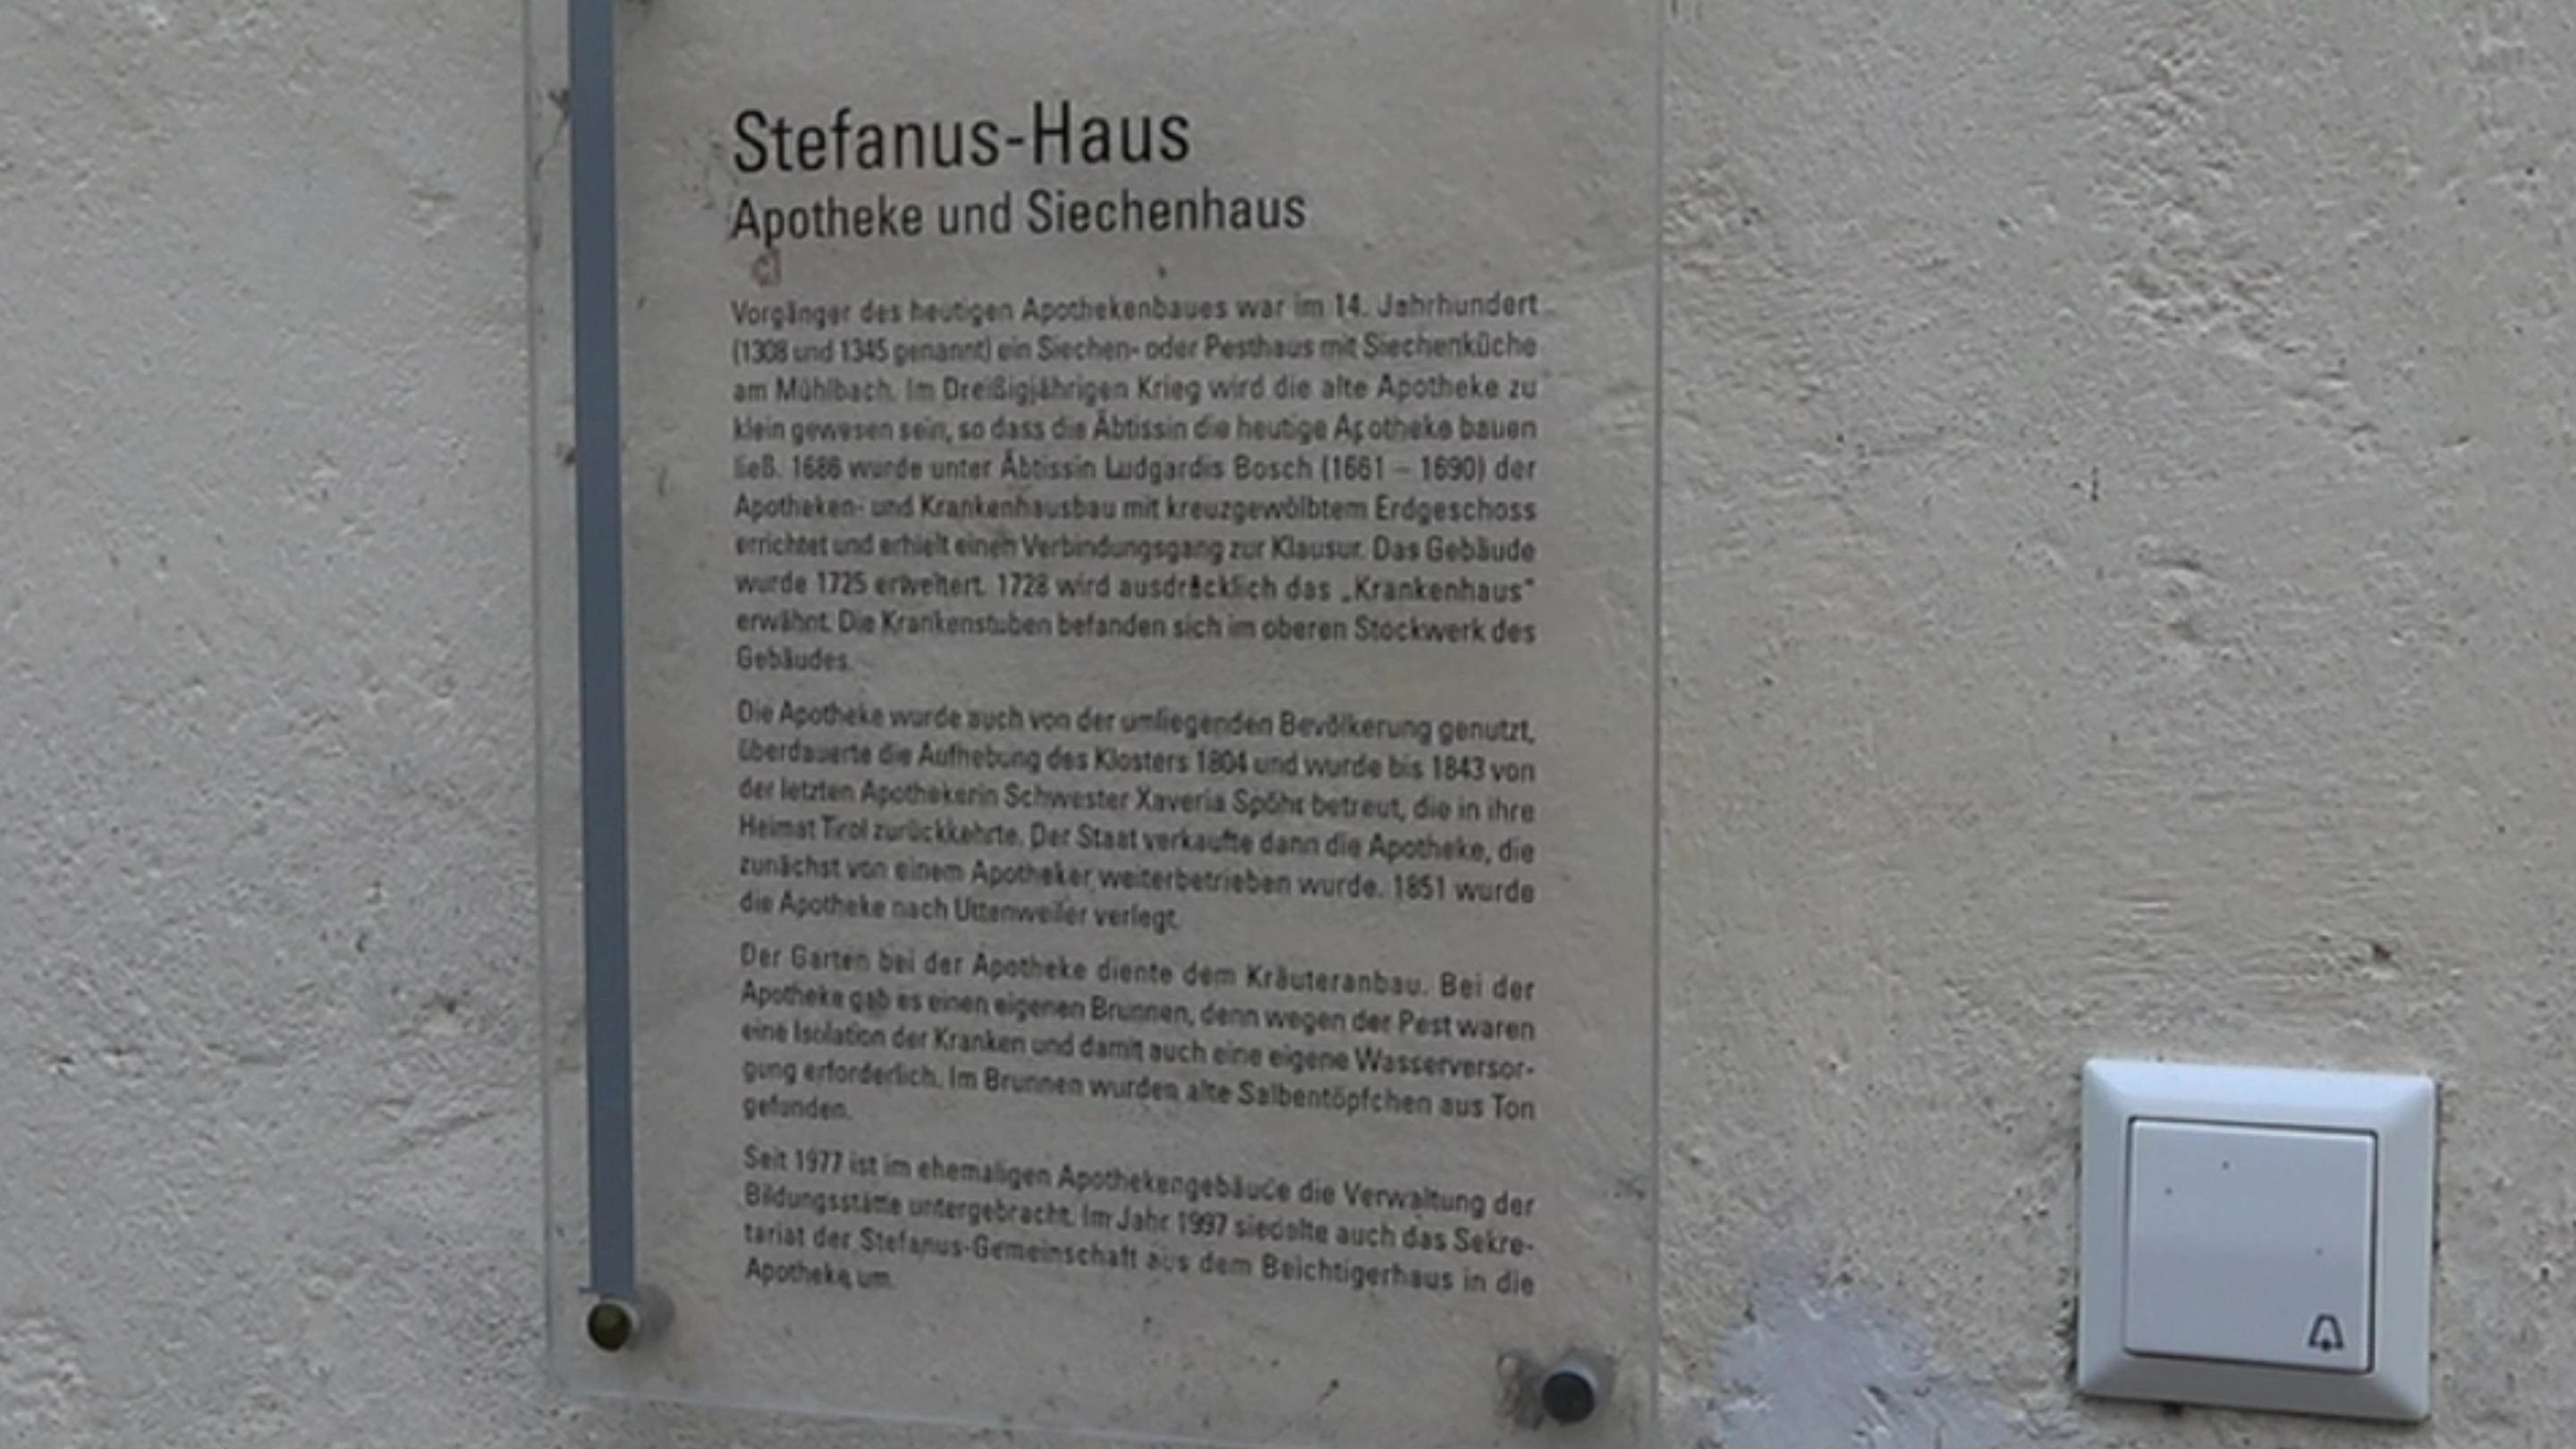 Stefanus-Haus
Apotheke und Siechenhaus
Vorgänger des heutigen Apothekenbaues war im 14. Jahrhundert
(1308 und 1345 genannt) ein Siechen- oder Pesthaus mit Siechenküche
am Mühlbach. Im Dreißigjährigen Krieg wird die alte Apotheke zu
klein gewesen sein, so dass die Äbtissin die heutige Apotheke bauen
ließ. 1686 wurde unter Äbtissin Ludgardis Bosch (1661 – 1690) der
Apotheken- und Krankenhausbau mit kreuzgewölbtem Erdgeschoss
errichtet und erhielt einen Verbindungsgang zur Klausur. Das Gebäude
wurde 1725 erweitert. 1728 wird ausdrücklich das „Krankenhaus"
erwähnt. Die Krankenstuben befanden sich im oberen Stockwerk des
Gebäudes.
Die Apotheke wurde auch von der umliegenden Bevölkerung genutzt,
überdauerte die Aufhebung des Klosters 1804 und wurde bis 1843 von
der letzten Apothekerin Schwester Xaveria Spöhr betreut, die in ihre
Heimat Tirol zurückkehrte. Der Staat verkaufte dann die Apotheke, die
zunächst von einem Apotheker weiterbetrieben wurde. 1851 wurde
die Apotheke nach Uttenweiler verlegt.
Der Garten bei der Apotheke diente dem Kräuteranbau. Bei der
Apotheke gab es einen eigenen Brunnen, denn wegen der Pest waren
eine Isolation der Kranken und damit auch eine eigene Wasserversor-
gung erforderlich. Im Brunnen wurden alte Salbentöpfchen aus Ton
gefunden.
Seit 1977 ist im ehemaligen Apothekengebäude die Verwaltung der
Bildungsstätte untergebracht. Im Jahr 1997 siedelte auch das Sekre-
tariat der Stefanus-Gemeinschaft aus dem Beichtigerhaus in die
Apotheke um.